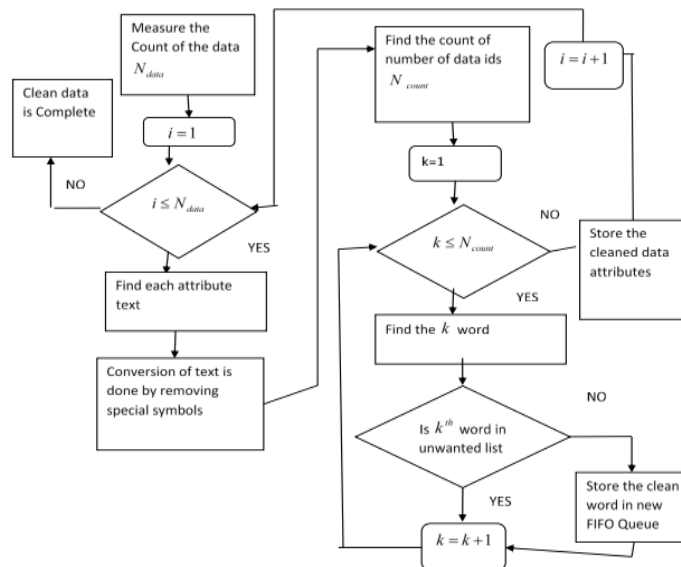 Measure the
Count of the data
N_data
i = 1
Clean data
is Complete
NO
i ≤ N_data
YES
Find each attribute
text
Conversion of text is
done by removing
special symbols
Find the count of
number of data ids
N_count
k=1
k ≤ N_count
NO
YES
Store the
cleaned data
attributes
i = i + 1
Find the k word
Is k^th word in
unwanted list
NO
YES
Store the clean
word in new
FIFO Queue
k = k + 1